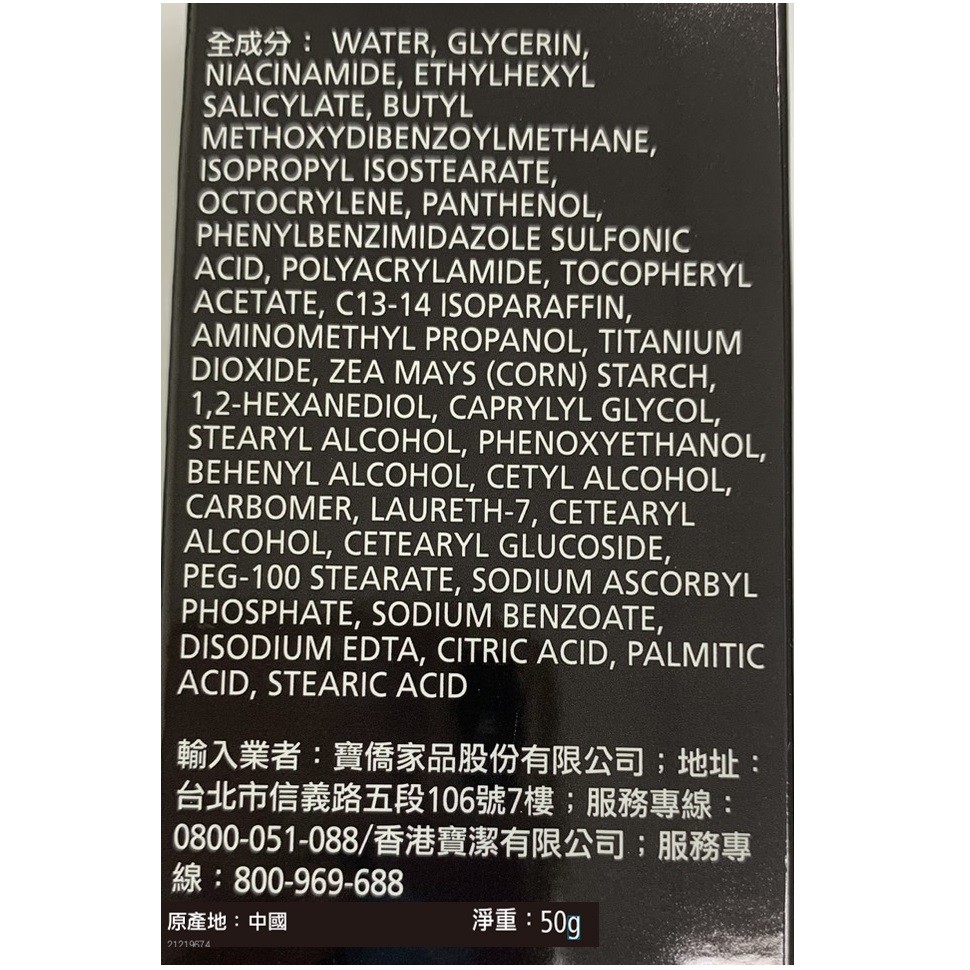 全成分： WATER, GLYCERIN,
NIACINAMIDE, ETHYLHEXYL
SALICYLATE, BUTYL
METHOXYDIBENZOYLMETHANE,
ISOPROPYL ISOSTEARATE,
OCTOCRYLENE, PANTHENOL,
PHENYLBENZIMIDAZOLE SULFONIC
ACID, POLYACRYLAMIDE, TOCOPHERYL
ACETATE, C13-14 ISOPARAFFIN,
AMINOMETHYL PROPANOL, TITANIUM
DIOXIDE, ZEA MAYS (CORN) STARCH,
1,2-HEXANEDIOL, CAPRYLYL GLYCOL,
STEARYL ALCOHOL, PHENOXYETHANOL,
BEHENYL ALCOHOL, CETYL ALCOHOL,
CARBOMER, LAURETH-7, CETEARYL
ALCOHOL, CETEARYL GLUCOSIDE,
PEG-100 STEARATE, SODIUM ASCORBYL
PHOSPHATE, SODIUM BENZOATE,
DISODIUM EDTA, CITRIC ACID, PALMITIC
ACID, STEARIC ACID
輸入業者：寶僑家品股份有限公司；地址：
台北市信義路五段106號7樓；服務專線：
0800-051-088/香港寶潔有限公司；服務專
線：800-969-688
原產地：中國 淨重：50g
21219674